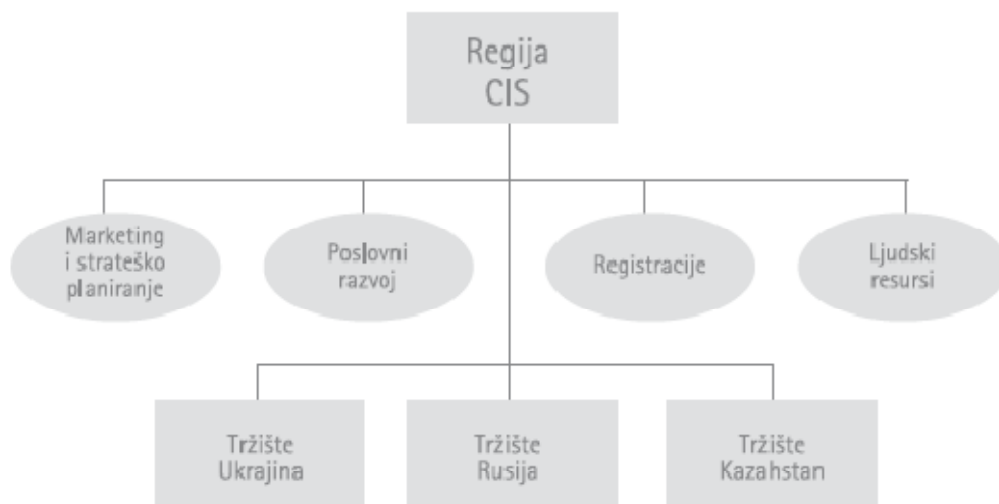 Regija
CIS
Marketing
i strateško
planiranje
Poslovni
razvoj
Registracije
Ljudski
resursi
Tržište
Ukrajina
Tržište
Rusija
Tržište
Kazahstan